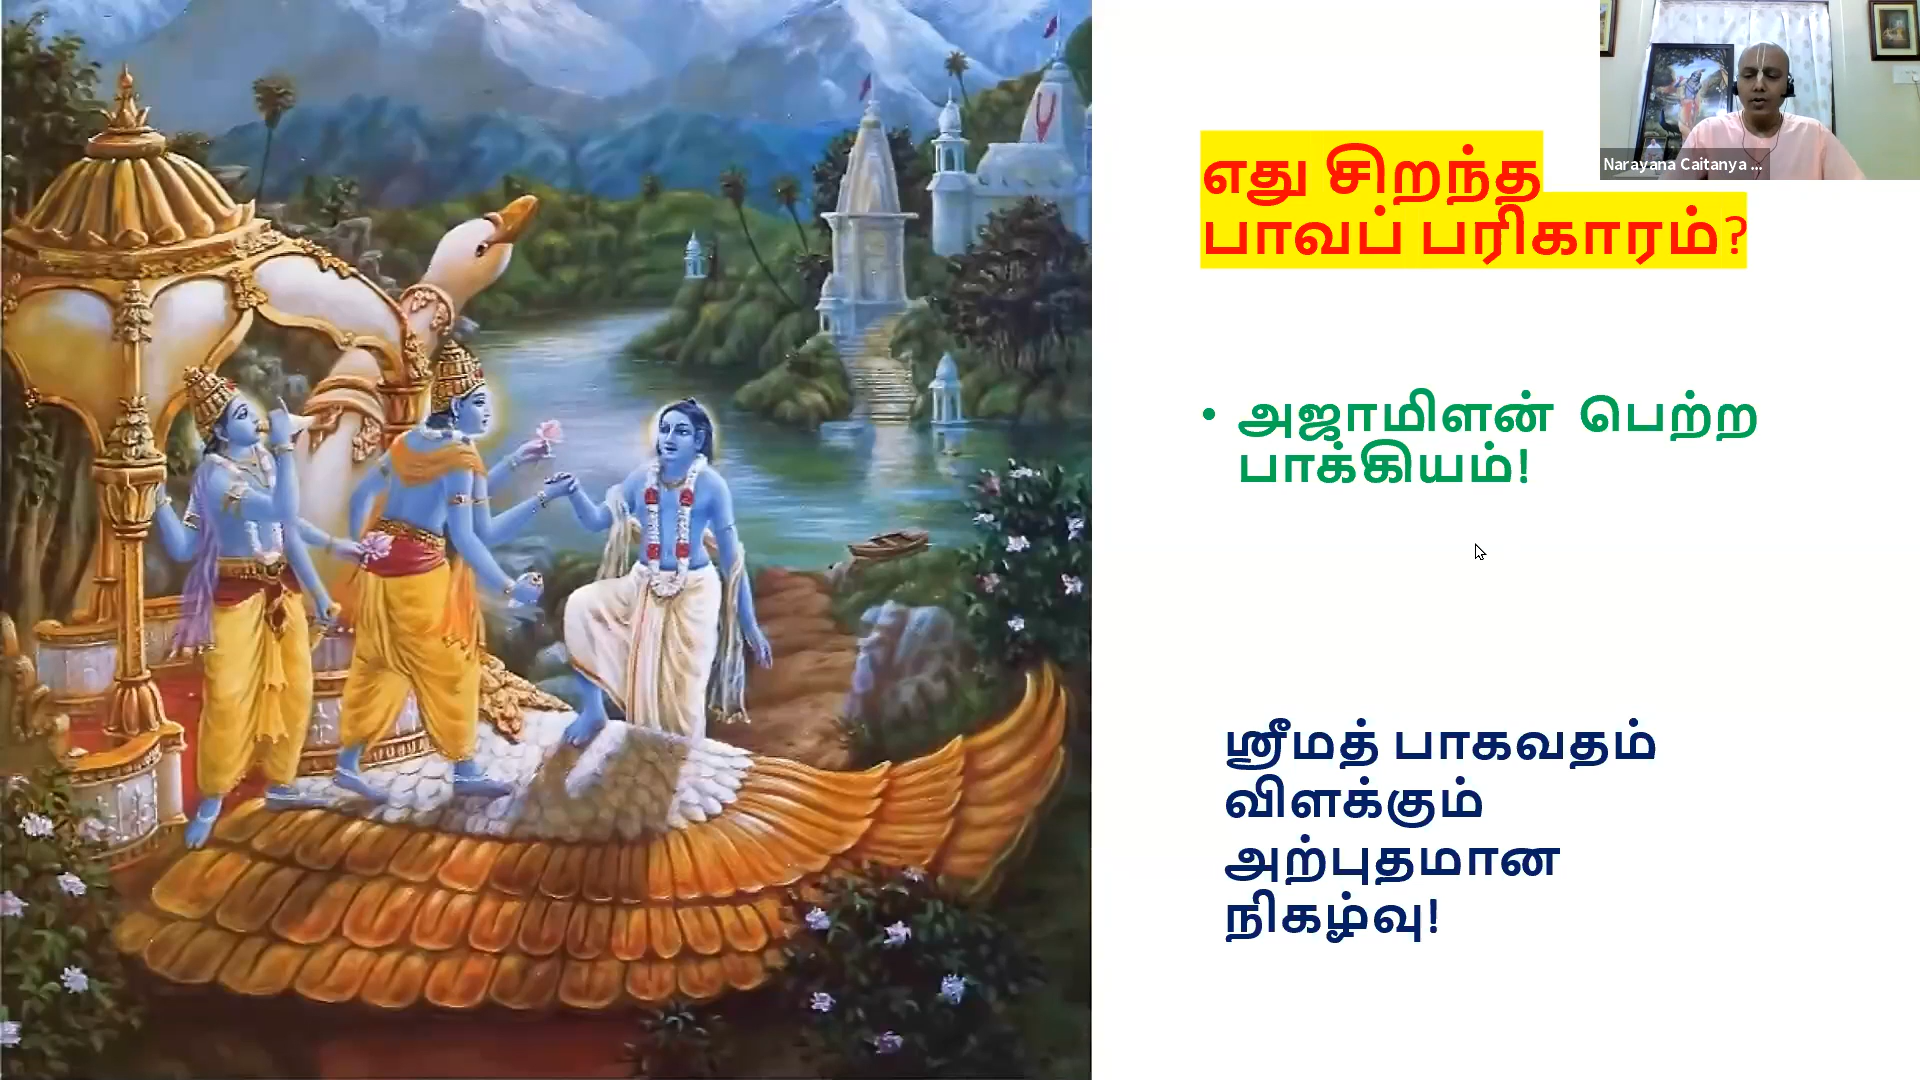 எது சிறந்த
பாவப் பரிகாரம்?
Narayana Caitanya ...
• அஜாமிளன் பெற்ற
பாக்கியம்!
ஸ்ரீமத் பாகவதம்
விளக்கும்
அற்புதமான
நிகழ்வு!